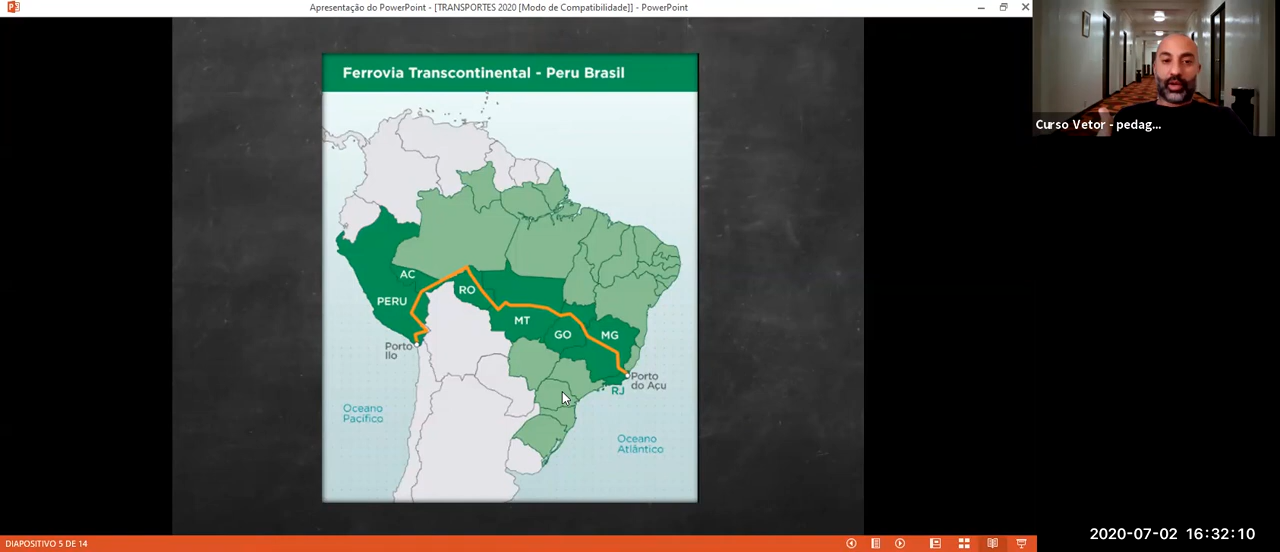 Apresentação do PowerPoint - [TRANSPORTES 2020 [Modo de Compatibilidade]] - PowerPoint
Ferrovia Transcontinental - Peru Brasil
Curso Vetor - pedag...
AC
RO
PERU
MT
GO
MG
Porto
Ilo
Porto
do Açu
RJ
Oceano
Pacífico
Oceano
Atlântico
2020-07-02 16:32:10
DIAPOSITIVO 5 DE 14